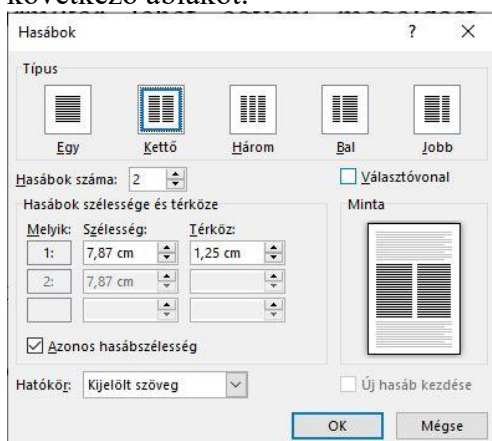 következő ablakot:
Hasábok ? ×
Típus
Egy Kettő Három Bal Jobb
Hasábok száma: 2
Választóvonal
Hasábok szélessége és térköze
Minta
Melyik: Szélesség: Térköz:
1: 7,87 cm 1,25 cm
2: 7,87 cm
Azonos hasábszélesség
Hatókör: Kijelölt szöveg
Új hasáb kezdése
OK Mégse